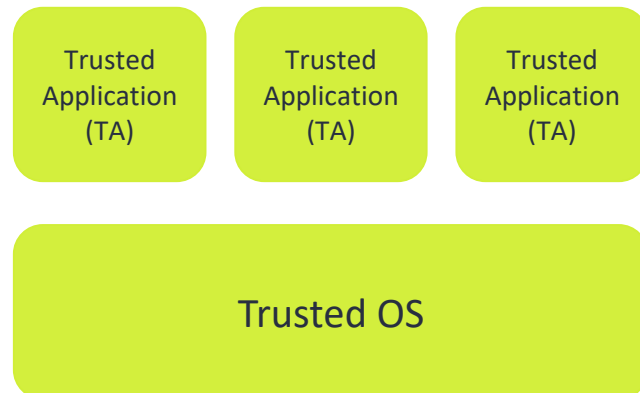 Trusted
Application
(TA)
Trusted
Application
(TA)
Trusted
Application
(TA)
Trusted OS